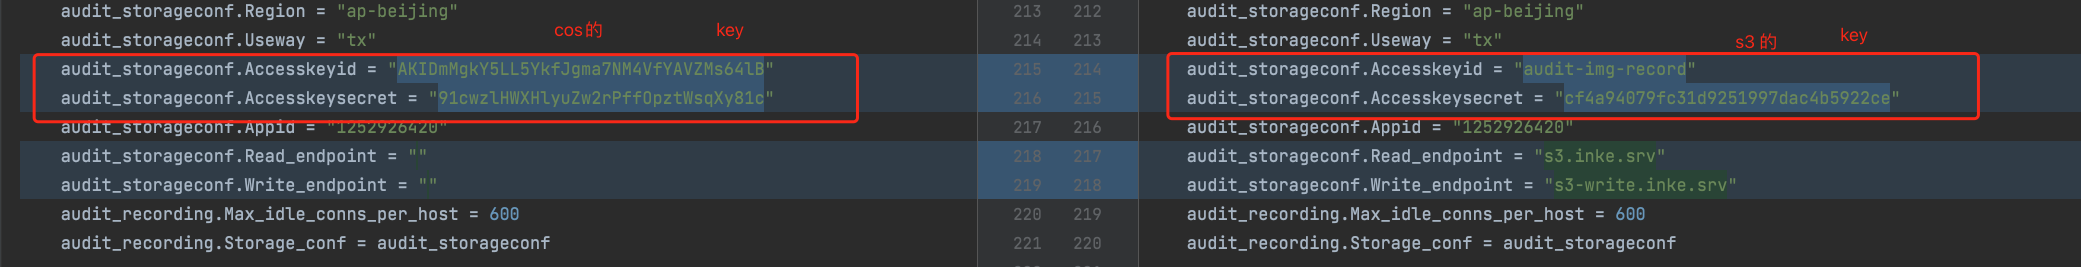 audit_storageconf.Region = "ap-beijing"
cos的 key
audit_storageconf.Useway = "tx"
audit_storageconf.Accesskeyid = "AKIDmMgkY5LL5YkfJgma7NM4VfYAVZMs64lB"
audit_storageconf.Accesskeysecret = "91cwzlHWXHlyuZw2rPffOpztWsqXy81c"
audit_storageconf.Appid = "1252926420"
audit_storageconf.Read_endpoint = ""
audit_storageconf.Write_endpoint = ""
audit_recording.Max_idle_conns_per_host = 600
audit_recording.Storage_conf = audit_storageconf
213 212
214 213
215 214
216 215
217 216
218 217
219 218
220 219
221 220
audit_storageconf.Region = "ap-beijing"
s3 的 key
audit_storageconf.Useway = "tx"
audit_storageconf.Accesskeyid = "audit-img-record"
audit_storageconf.Accesskeysecret = "cf4a94079fc31d9251997dac4b5922ce"
audit_storageconf.Appid = "1252926420"
audit_storageconf.Read_endpoint = "s3.inke.srv"
audit_storageconf.Write_endpoint = "s3-write.inke.srv"
audit_recording.Max_idle_conns_per_host = 600
audit_recording.Storage_conf = audit_storageconf